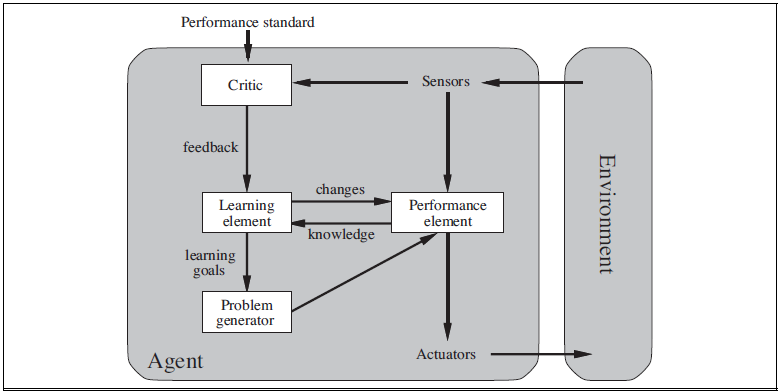 Performance standard
Critic
Sensors
feedback
changes
Learning
element
Performance
element
knowledge
learning
goals
Problem
generator
Agent
Actuators
Environment